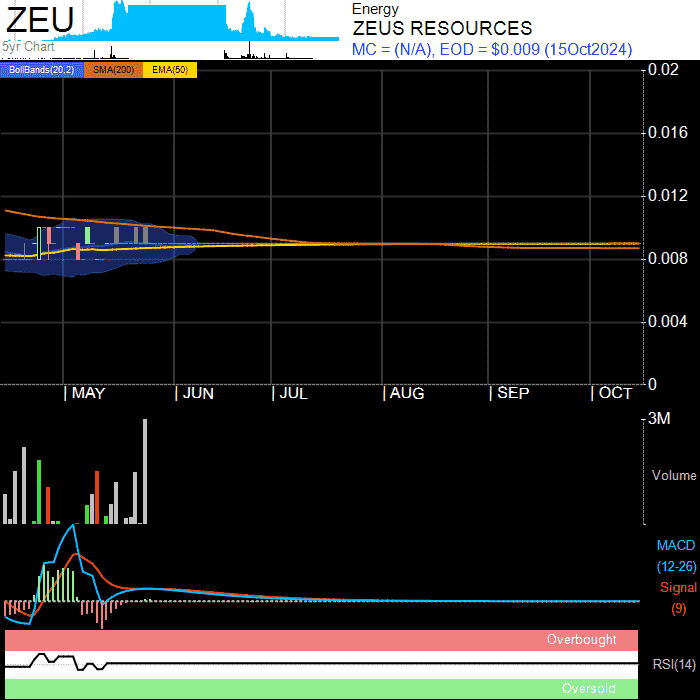 ZEU
5yr Chart
Energy
ZEUS RESOURCES
MC = (N/A), EOD = $0.009 (15Oct2024)
BollBands(20,2) SMA(200) EMA(50)
0.02
0.016
0.012
0.008
0.004
0
MAY JUN JUL AUG SEP OCT
3M
Volume
MACD
(12-26)
Signal
(9)
Overbought
RSI(14)
Oversold